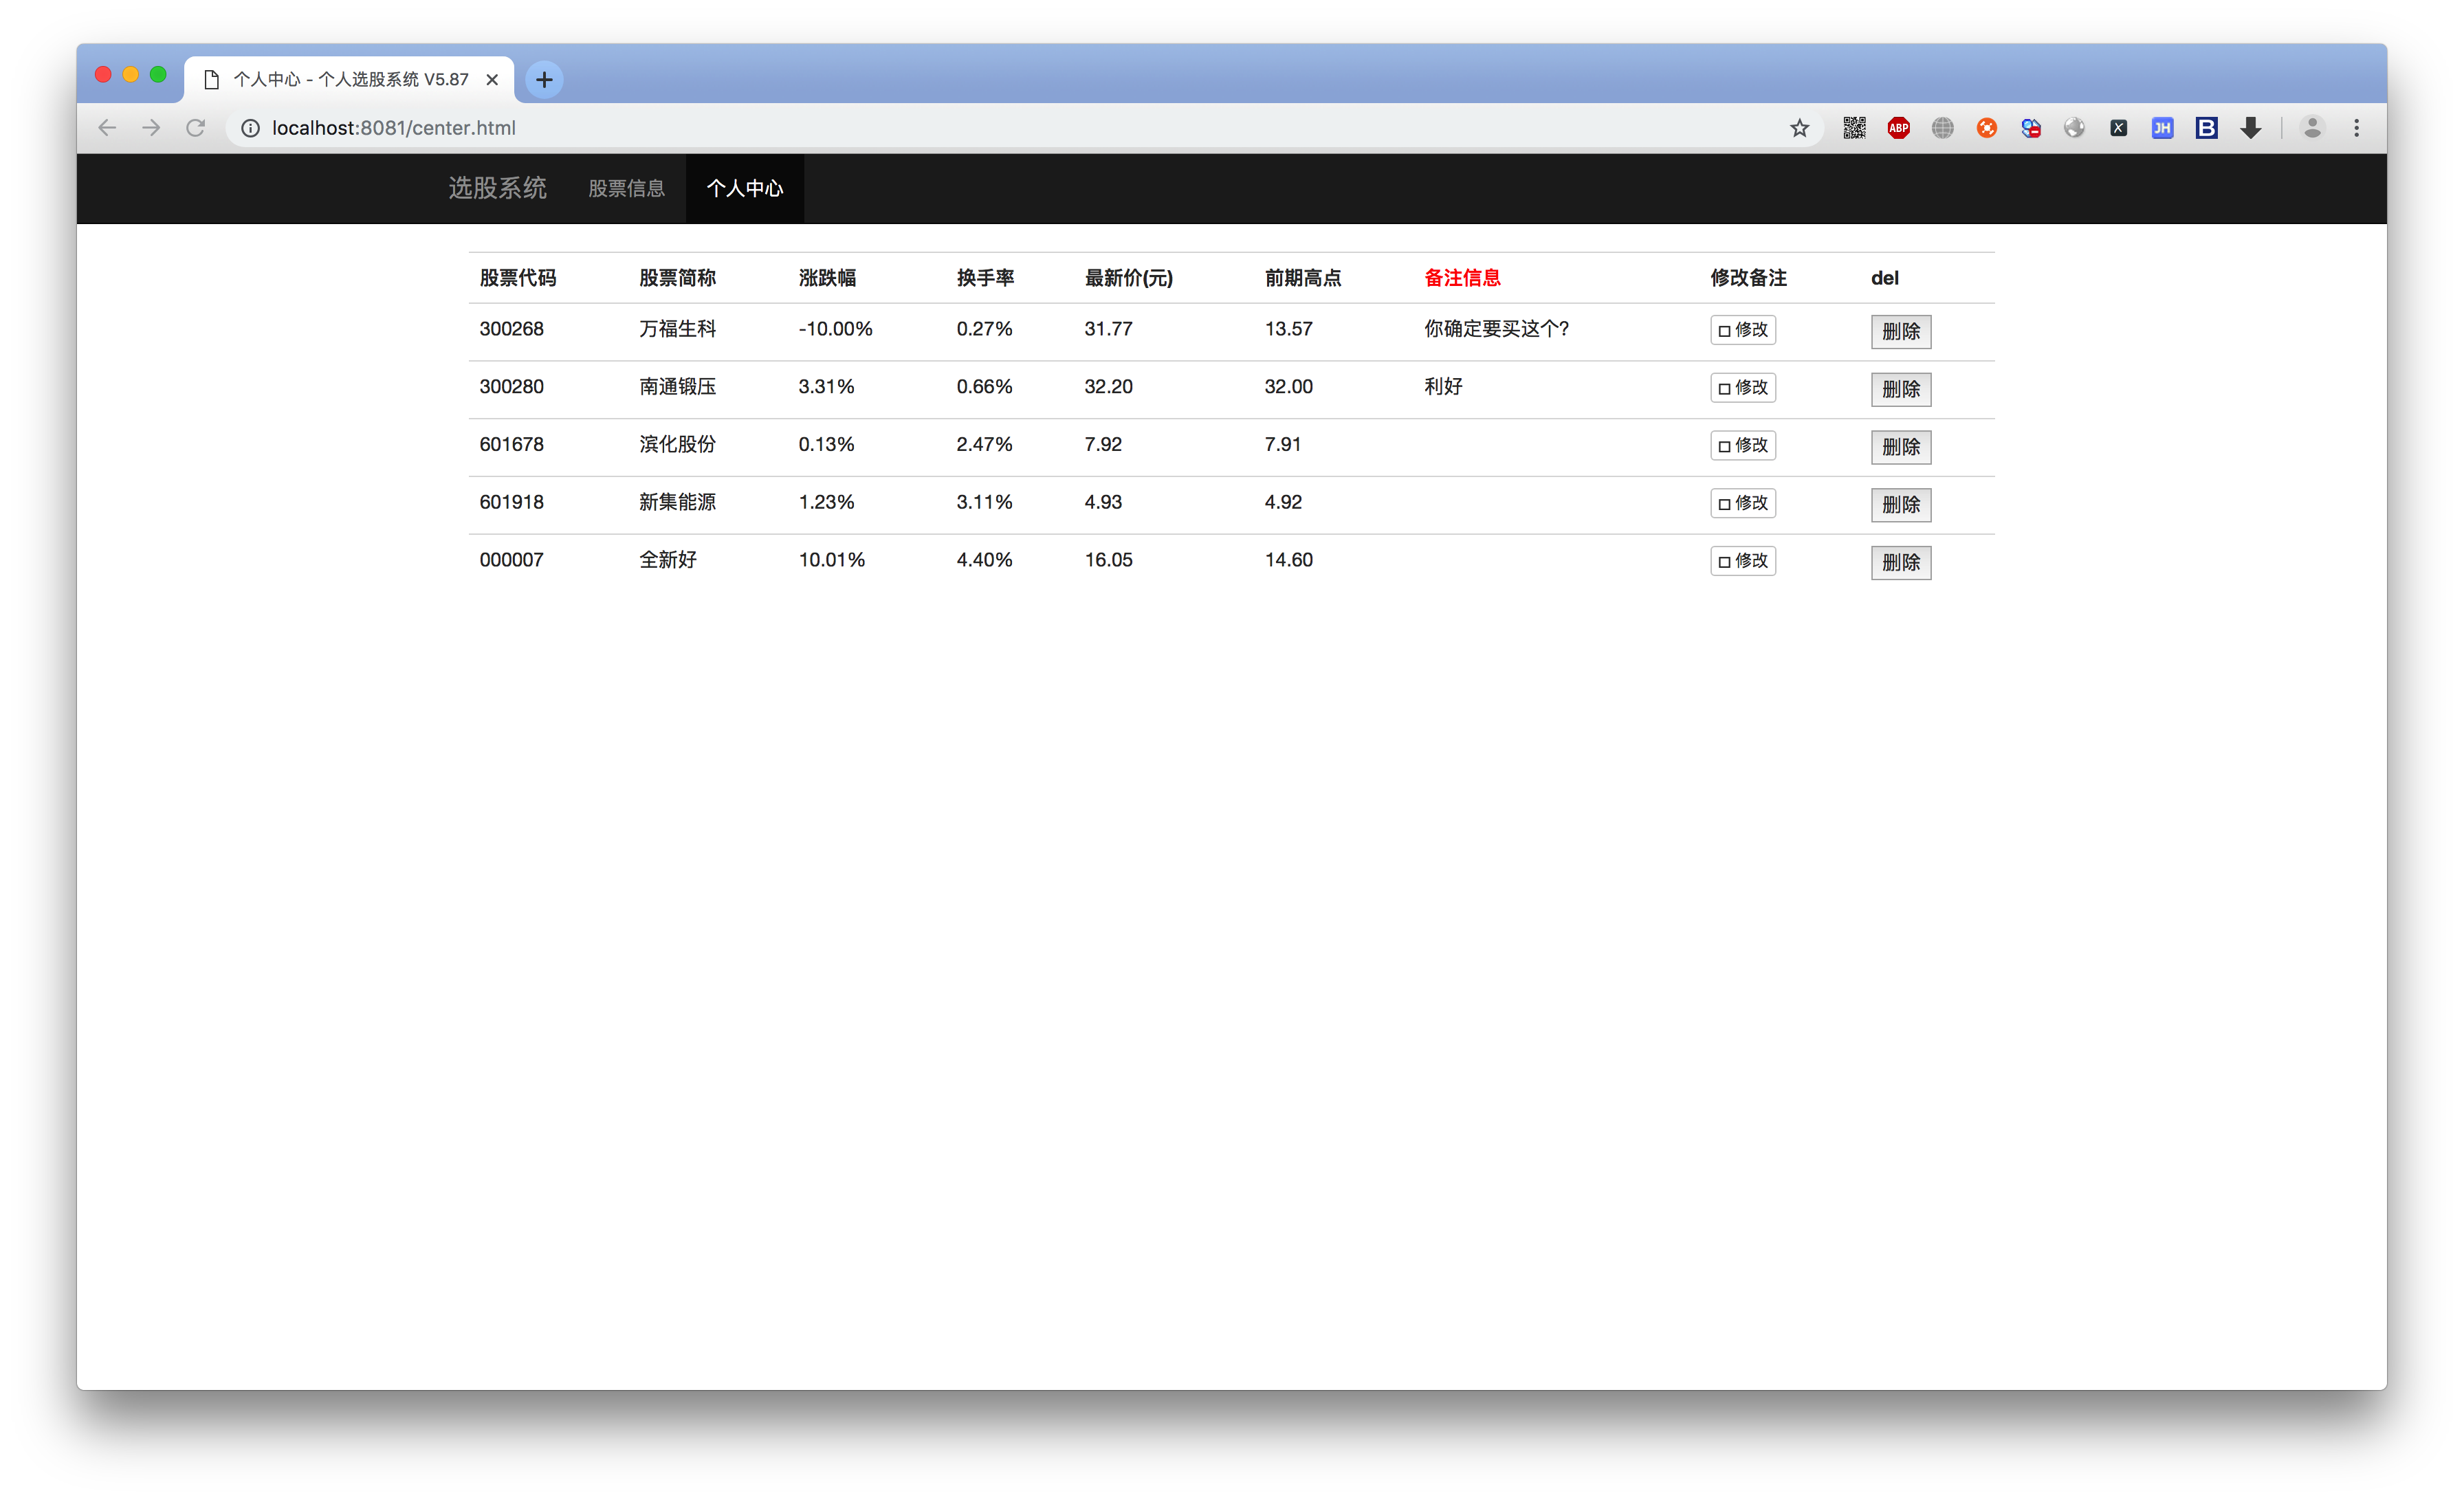 个人中心 - 个人选股系统 V5.87
localhost:8081/center.html
ABP JH B
选股系统 股票信息 个人中心
股票代码 股票简称 涨跌幅 换手率 最新价(元) 前期高点 备注信息 修改备注 del
300268 万福生科 -10.00% 0.27% 31.77 13.57 你确定要买这个? 修改 删除
300280 南通锻压 3.31% 0.66% 32.20 32.00 利好 修改 删除
601678 滨化股份 0.13% 2.47% 7.92 7.91 修改 删除
601918 新集能源 1.23% 3.11% 4.93 4.92 修改 删除
000007 全新好 10.01% 4.40% 16.05 14.60 修改 删除